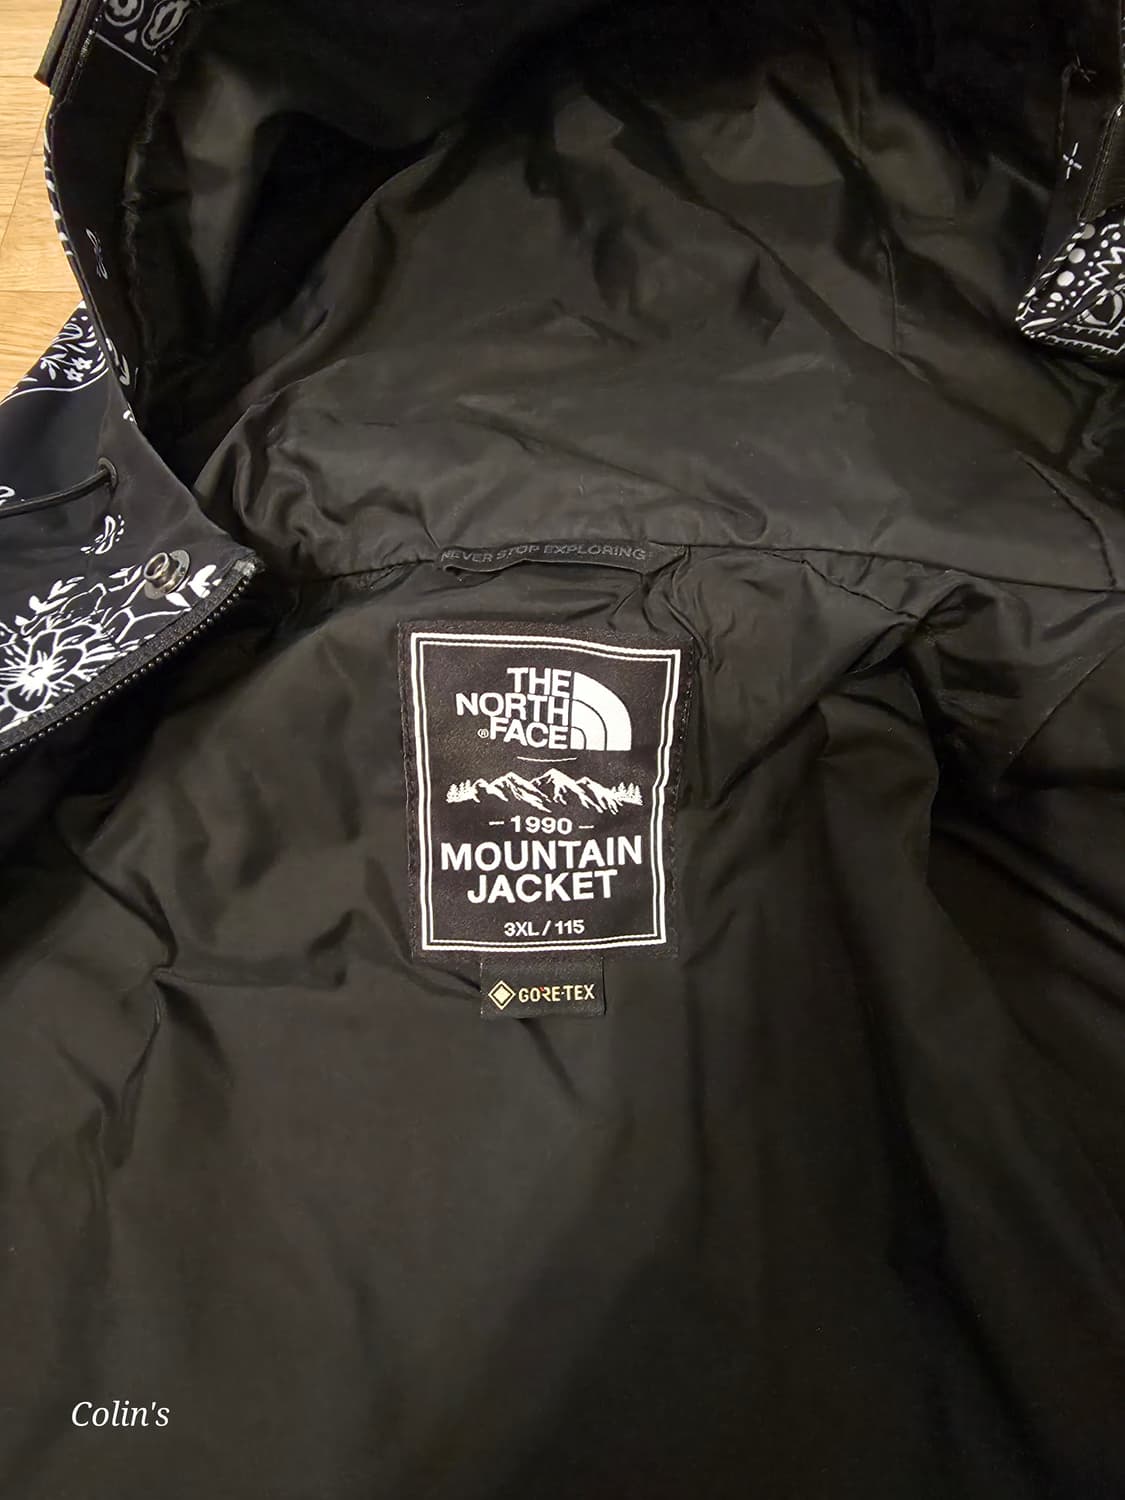 NEVER STOP EXPLORING
THE
NORTH
®FACE
- 1990 -
MOUNTAIN
JACKET
3XL / 115
GORE-TEX
Colin's